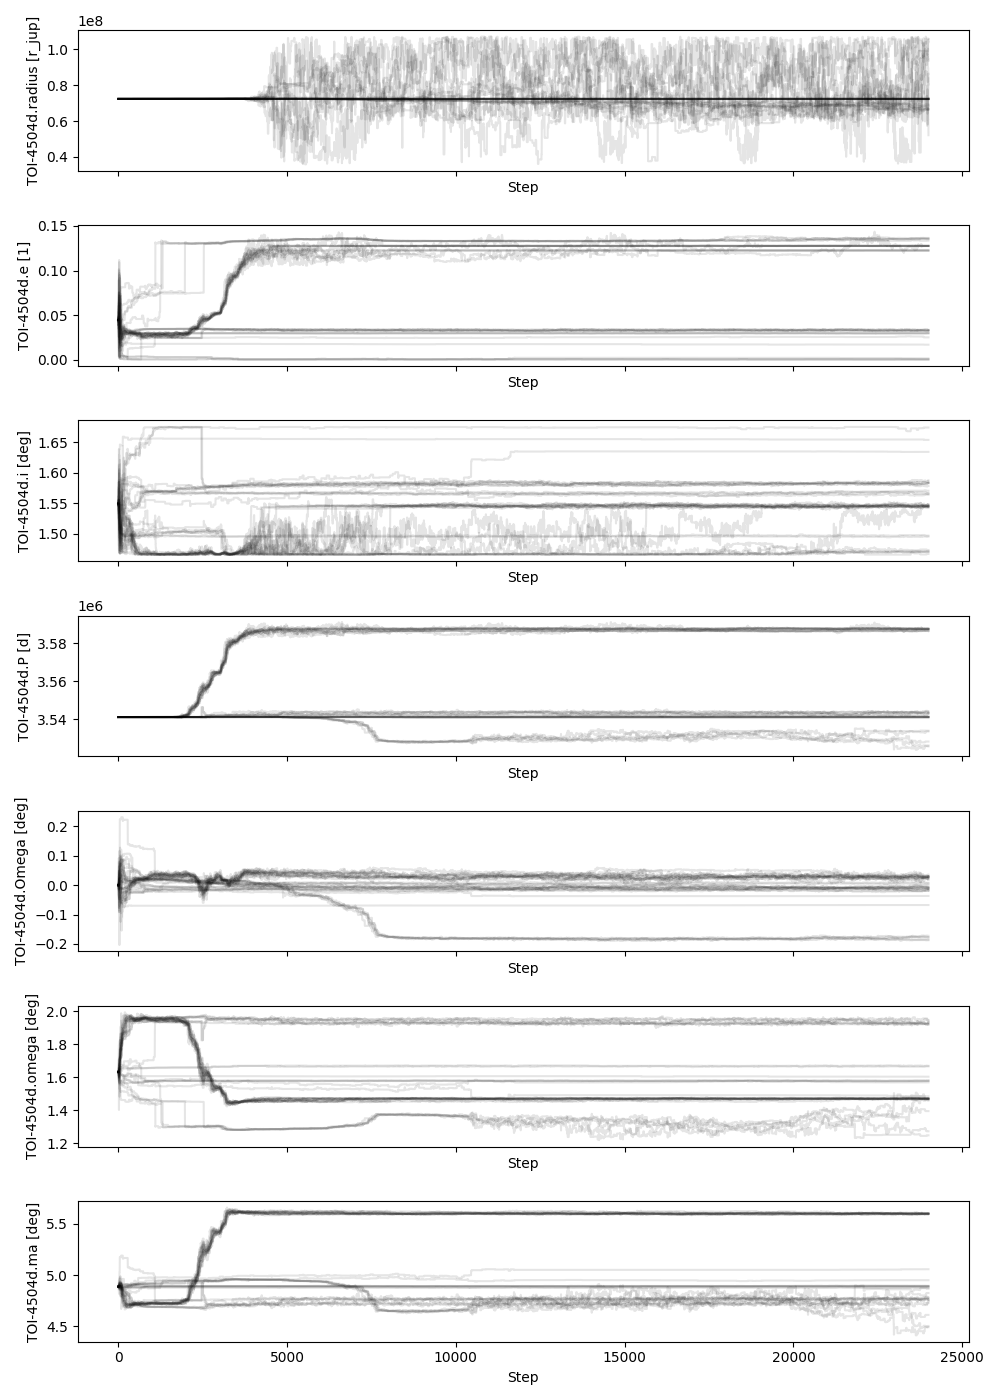 1e8
TOI-4504d.radius [r_jup]
1.0
0.8
0.6
0.4
Step
TOI-4504d.e [1]
0.15
0.10
0.05
0.00
Step
TOI-4504d.i [deg]
1.65
1.60
1.55
1.50
Step
1e6
TOI-4504d.P [d]
3.58
3.56
3.54
Step
TOI-4504d.Omega [deg]
0.2
0.1
0.0
−0.1
−0.2
Step
TOI-4504d.omega [deg]
2.0
1.8
1.6
1.4
1.2
Step
TOI-4504d.ma [deg]
5.5
5.0
4.5
0 5000 10000 15000 20000 25000
Step